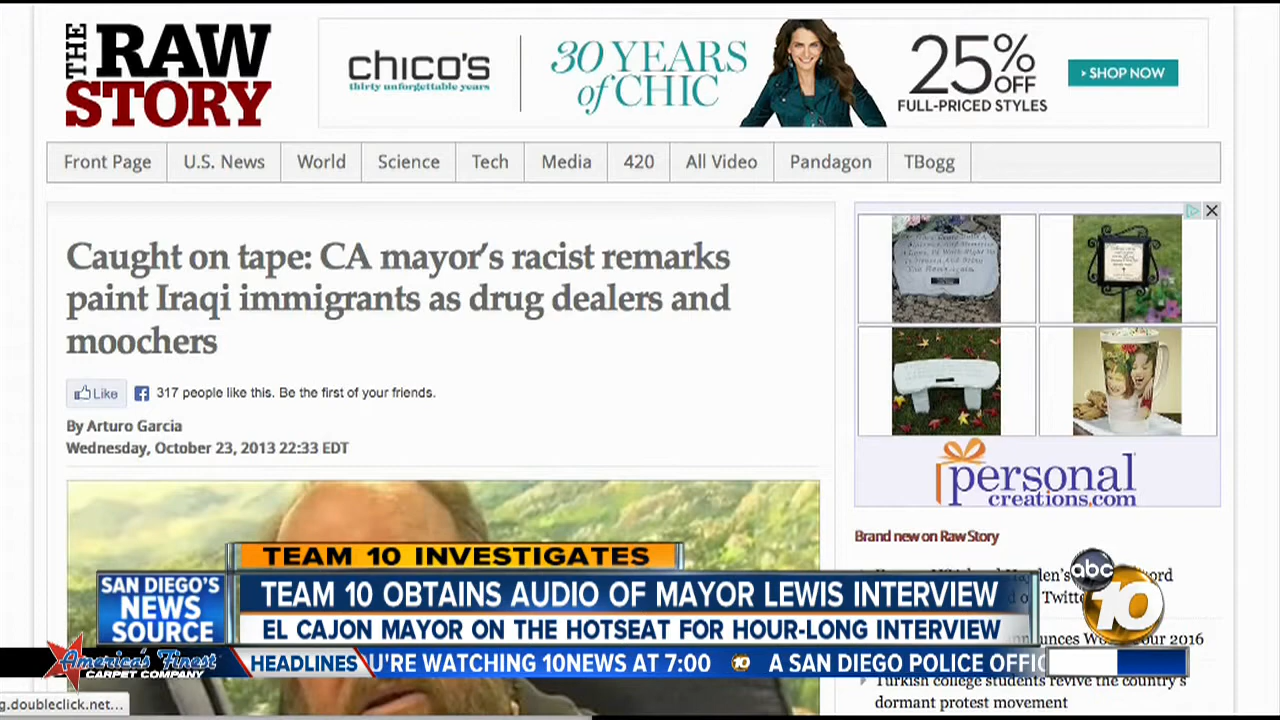 THE RAW STORY
chico's
thirty unforgettable years
30 YEARS of CHIC
25% OFF
FULL-PRICED STYLES
SHOP NOW
Front Page
U.S. News
World
Science
Tech
Media
420
All Video
Pandagon
TBogg
Caught on tape: CA mayor's racist remarks
paint Iraqi immigrants as drug dealers and
moochers
Like
317 people like this. Be the first of your friends.
By Arturo Garcia
Wednesday, October 23, 2013 22:33 EDT
personal
creations.com
Brand new on Raw Story
Turkish college students revive the country's
dormant protest movement
TEAM 10 INVESTIGATES
SAN DIEGO'S
NEWS
SOURCE
TEAM 10 OBTAINS AUDIO OF MAYOR LEWIS INTERVIEW
EL CAJON MAYOR ON THE HOTSEAT FOR HOUR-LONG INTERVIEW
abc 10
America's Finest
CARPET COMPANY
HEADLINES
U'RE WATCHING 10NEWS AT 7:00 10 A SAN DIEGO POLICE OFFIC
g.doubleclick.net...